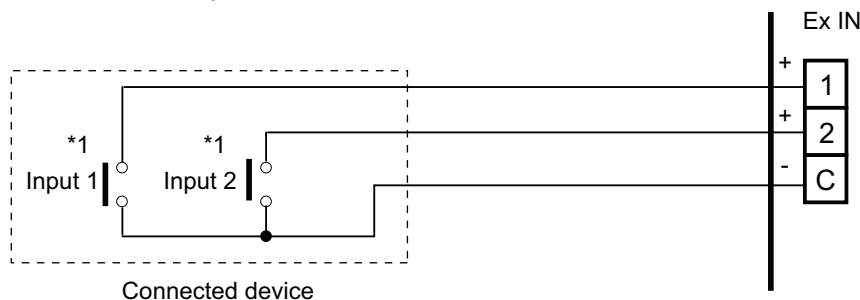 Ex IN
+
1
*1
*1
+
2
Input 1
Input 2
-
C
Connected device